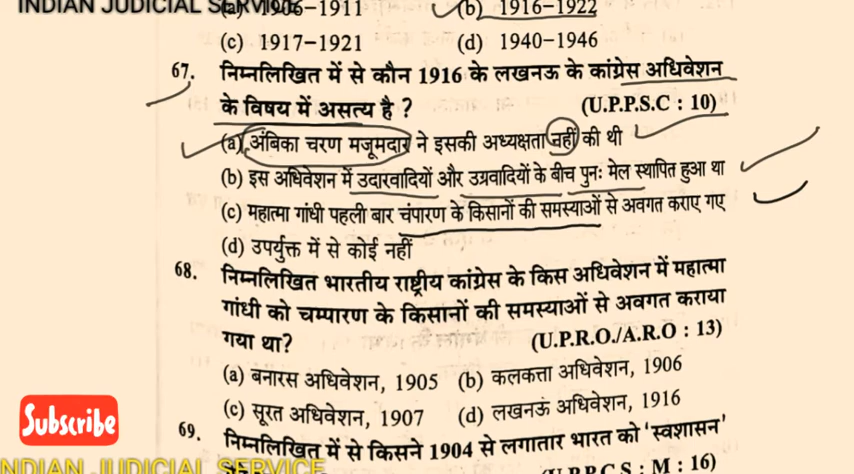 INDIAN JUDICIAL SERVICE
(a) 1906–1911 (b) 1916–1922
(c) 1917–1921 (d) 1940–1946
67. निम्नलिखित में से कौन 1916 के लखनऊ के कांग्रेस अधिवेशन
के विषय में असत्य है ? (U.P.P.S.C : 10)
(a) अंबिका चरण मजूमदार ने इसकी अध्यक्षता नहीं की थी
(b) इस अधिवेशन में उदारवादियों और उग्रवादियों के बीच पुनः मेल स्थापित हुआ था
(c) महात्मा गांधी पहली बार चंपारण के किसानों की समस्याओं से अवगत कराए गए
(d) उपर्युक्त में से कोई नहीं
68. निम्नलिखित भारतीय राष्ट्रीय कांग्रेस के किस अधिवेशन में महात्मा
गांधी को चम्पारण के किसानों की समस्याओं से अवगत कराया
गया था? (U.P.R.O./A.R.O : 13)
(a) बनारस अधिवेशन, 1905 (b) कलकत्ता अधिवेशन, 1906
(c) सूरत अधिवेशन, 1907 (d) लखनऊं अधिवेशन, 1916
Subscribe
69. निम्नलिखित में से किसने 1904 से लगातार भारत को 'स्वशासन'
INDIAN JUDICIAL SERVICE
(U.P.P.C.S : M : 16)